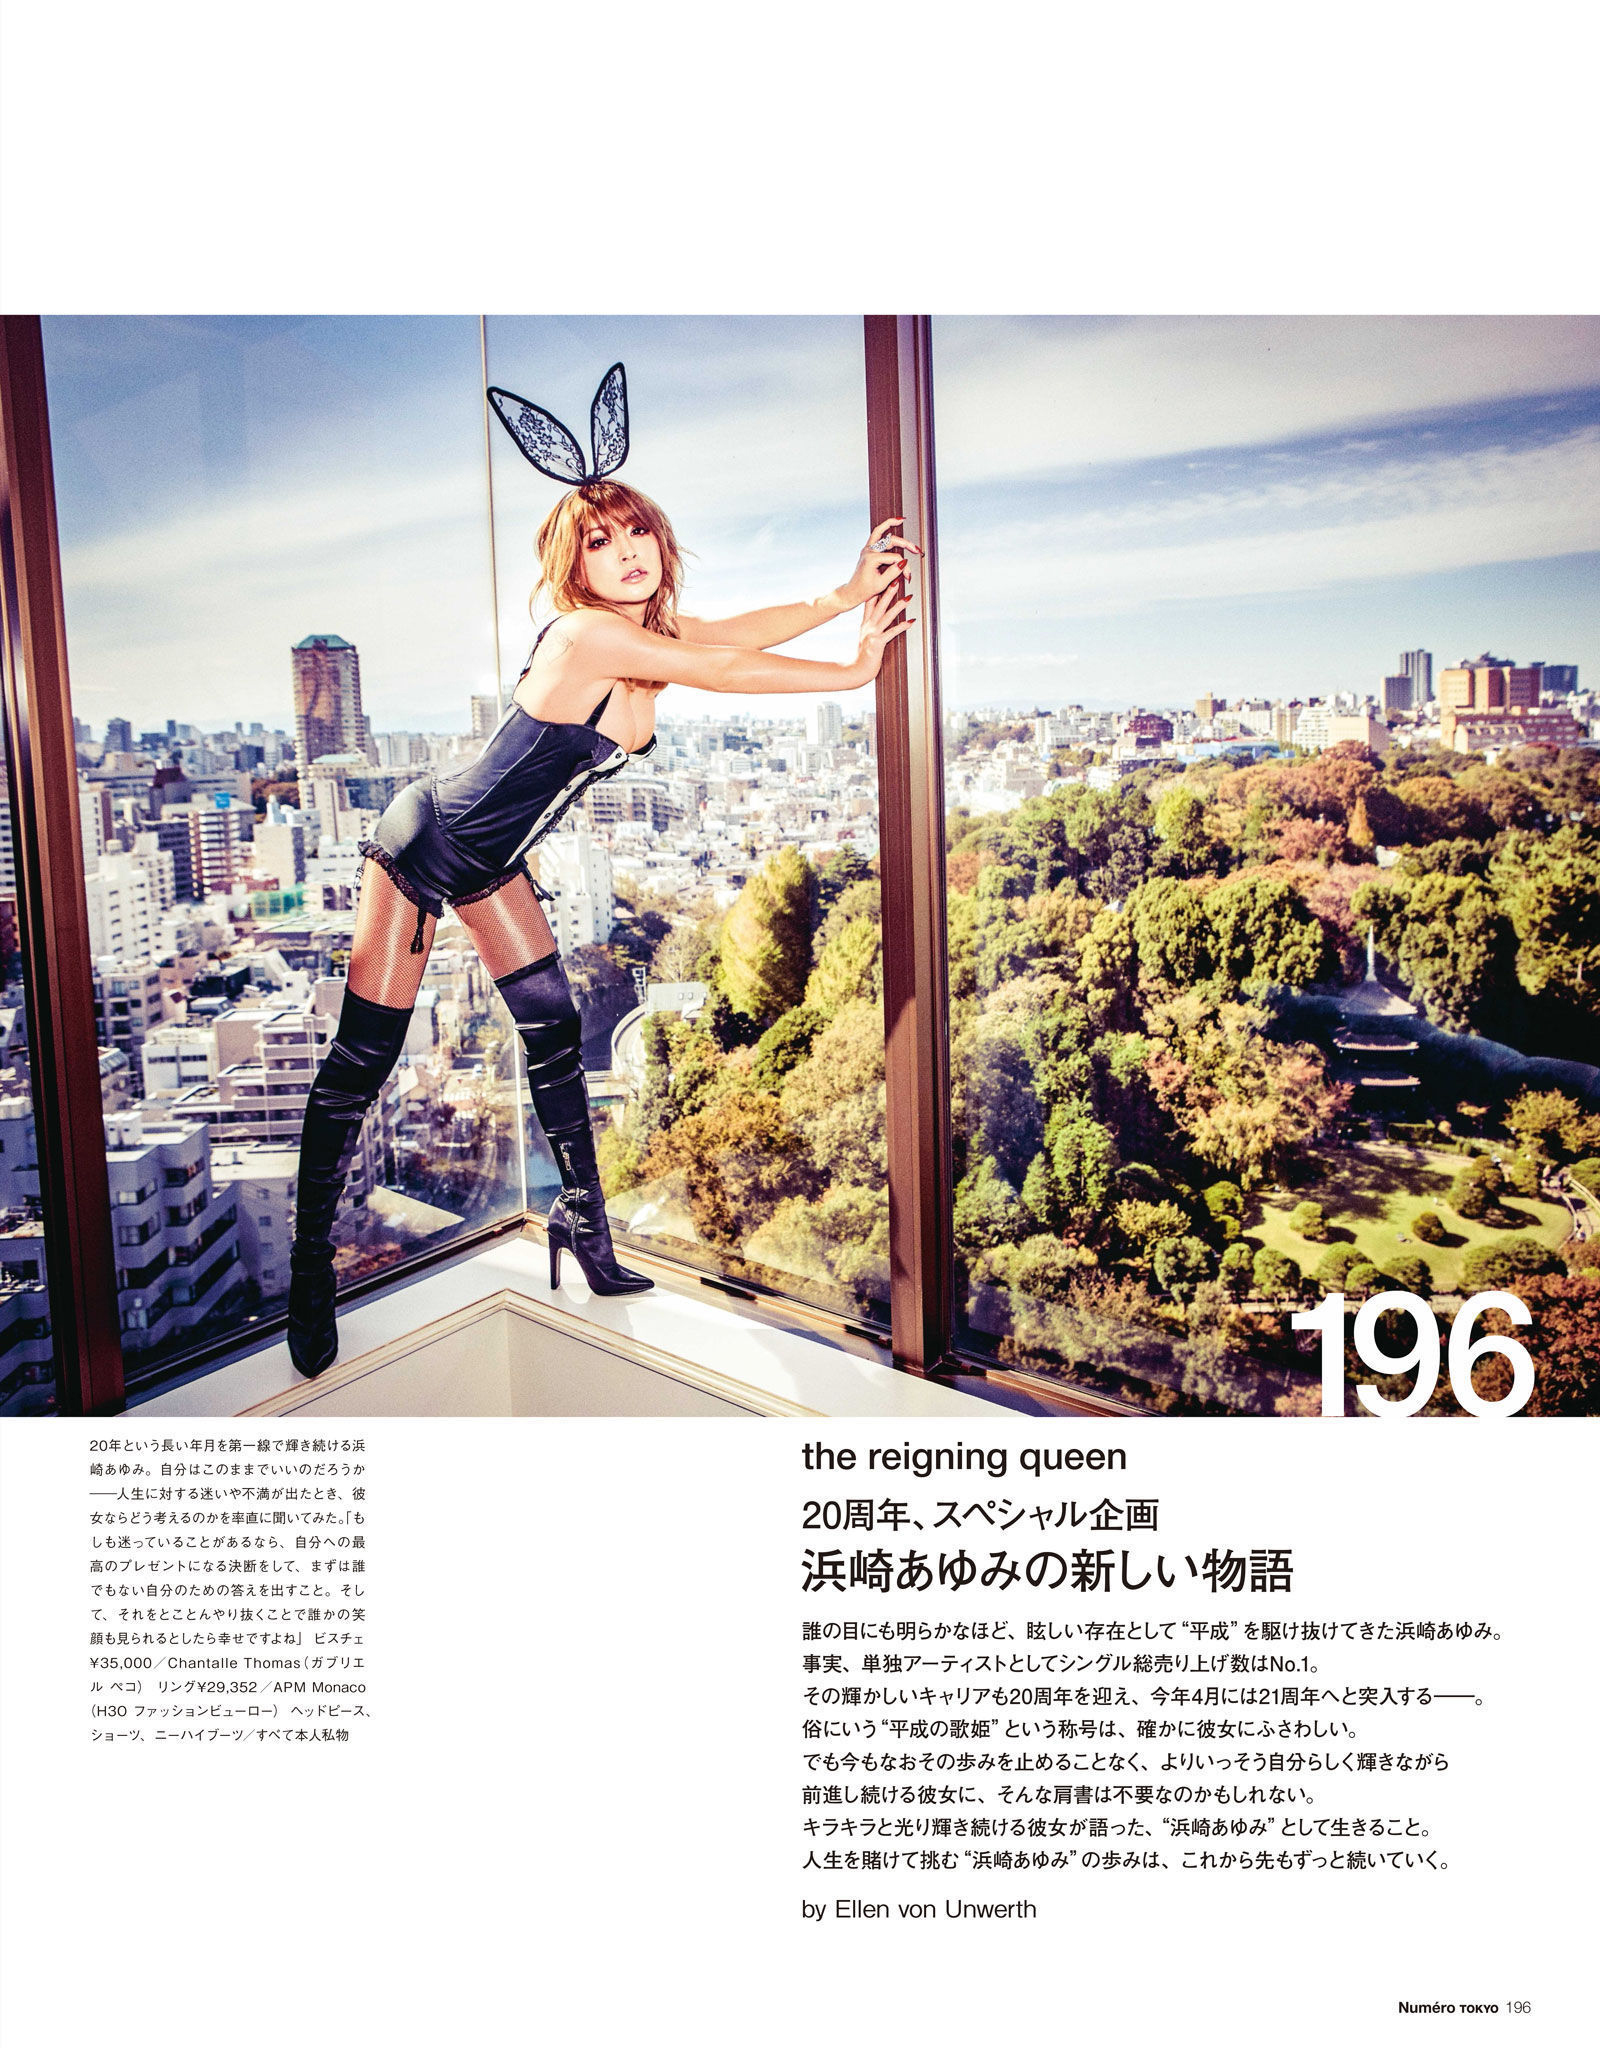 196
20年という長い年月を第一線で輝き続ける浜
崎あゆみ。自分はこのままでいいのだろうか
——人生に対する迷いや不満が出たとき、彼
女ならどう考えるのかを率直に聞いてみた。「も
しも迷っていることがあるなら、自分への最
高のプレゼントになる決断をして、まずは誰
でもない自分のための答えを出すこと。そし
て、それをとことんやり抜くことで誰かの笑
顔も見られるとしたら幸せですよね」 ビスチェ
¥35,000／Chantalle Thomas（ガブリエ
ル ペコ） リング¥29,352／APM Monaco
（H3O ファッションビューロー） ヘッドピース、
ショーツ、ニーハイブーツ／すべて本人私物
the reigning queen
20周年、スペシャル企画
浜崎あゆみの新しい物語
誰の目にも明らかなほど、眩しい存在として“平成”を駆け抜けてきた浜崎あゆみ。
事実、単独アーティストとしてシングル総売り上げ数はNo.1。
その輝かしいキャリアも20周年を迎え、今年4月には21周年へと突入する——。
俗にいう“平成の歌姫”という称号は、確かに彼女にふさわしい。
でも今もなおその歩みを止めることなく、よりいっそう自分らしく輝きながら
前進し続ける彼女に、そんな肩書は不要なのかもしれない。
キラキラと光り輝き続ける彼女が語った、“浜崎あゆみ”として生きること。
人生を賭けて挑む“浜崎あゆみ”の歩みは、これから先もずっと続いていく。
by Ellen von Unwerth
Numéro TOKYO 196